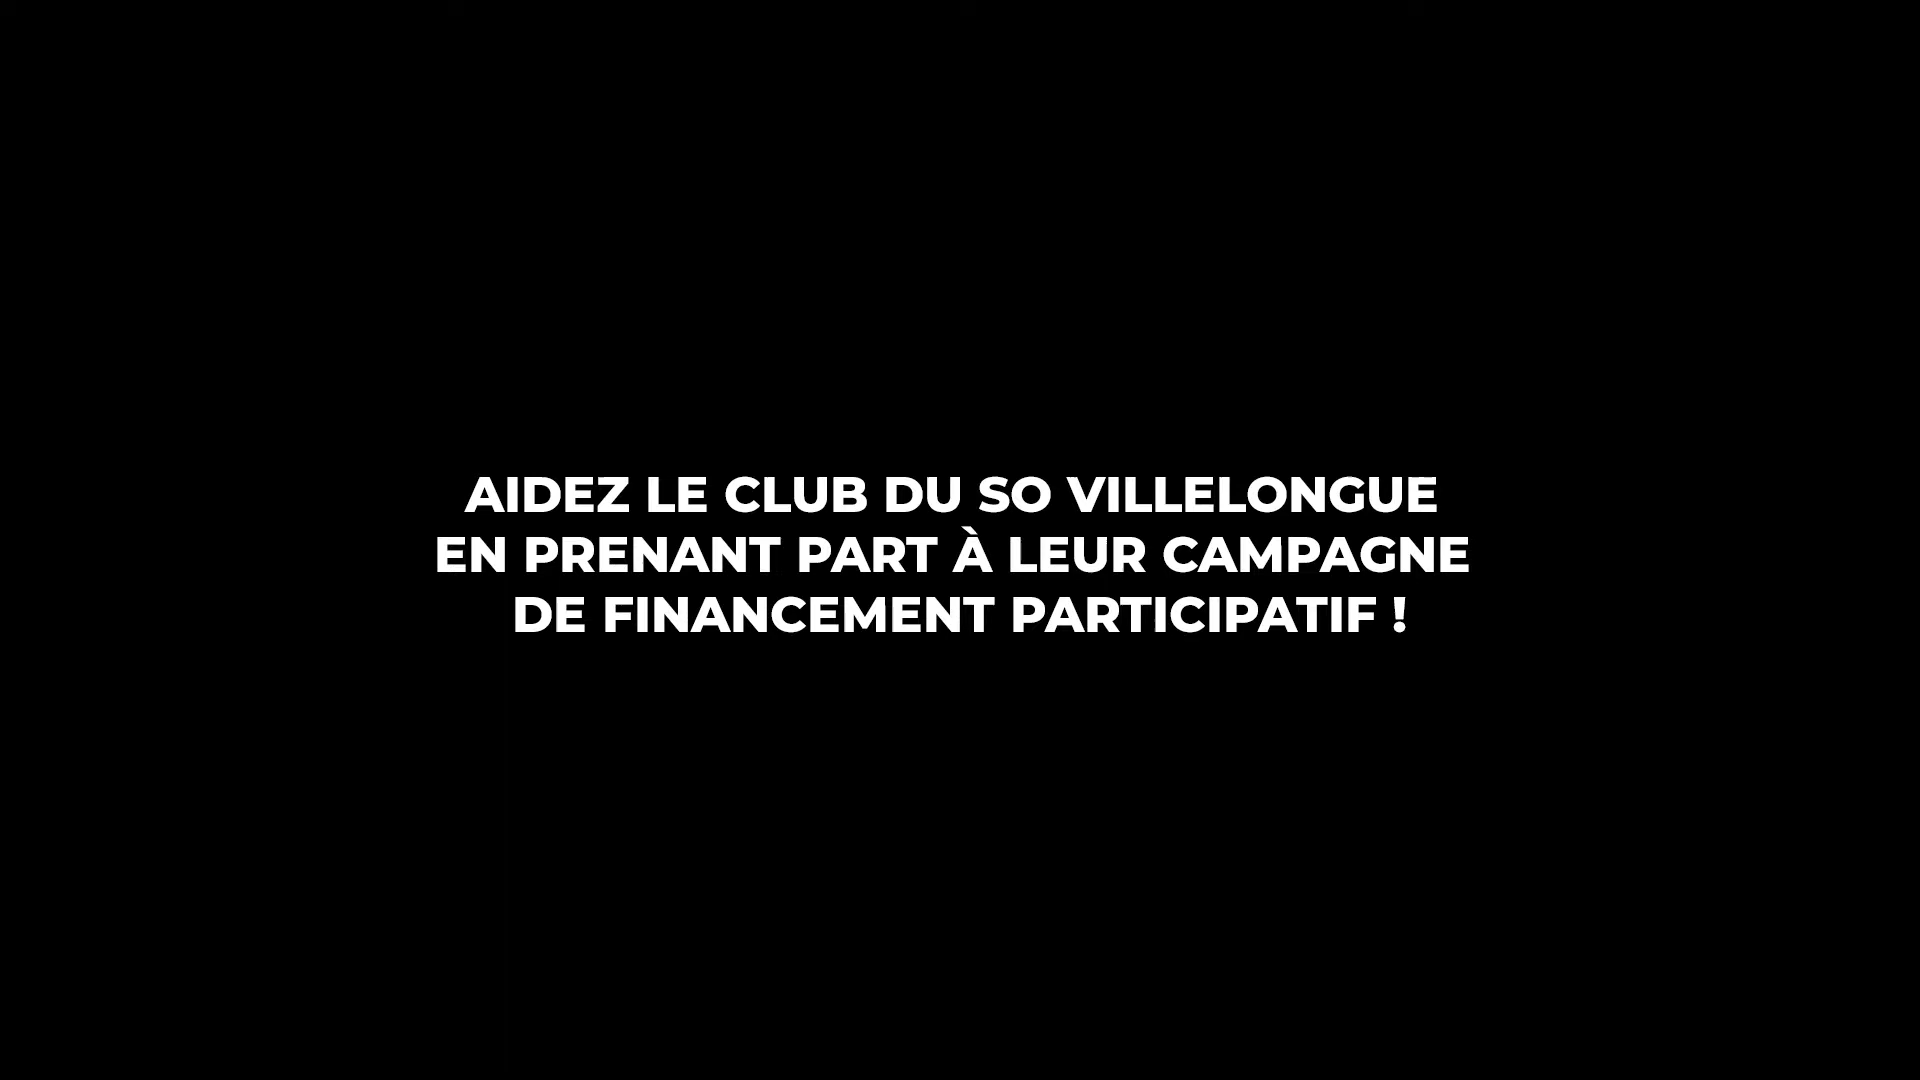 AIDEZ LE CLUB DU SO VILLELONGUE
EN PRENANT PART À LEUR CAMPAGNE
DE FINANCEMENT PARTICIPATIF !